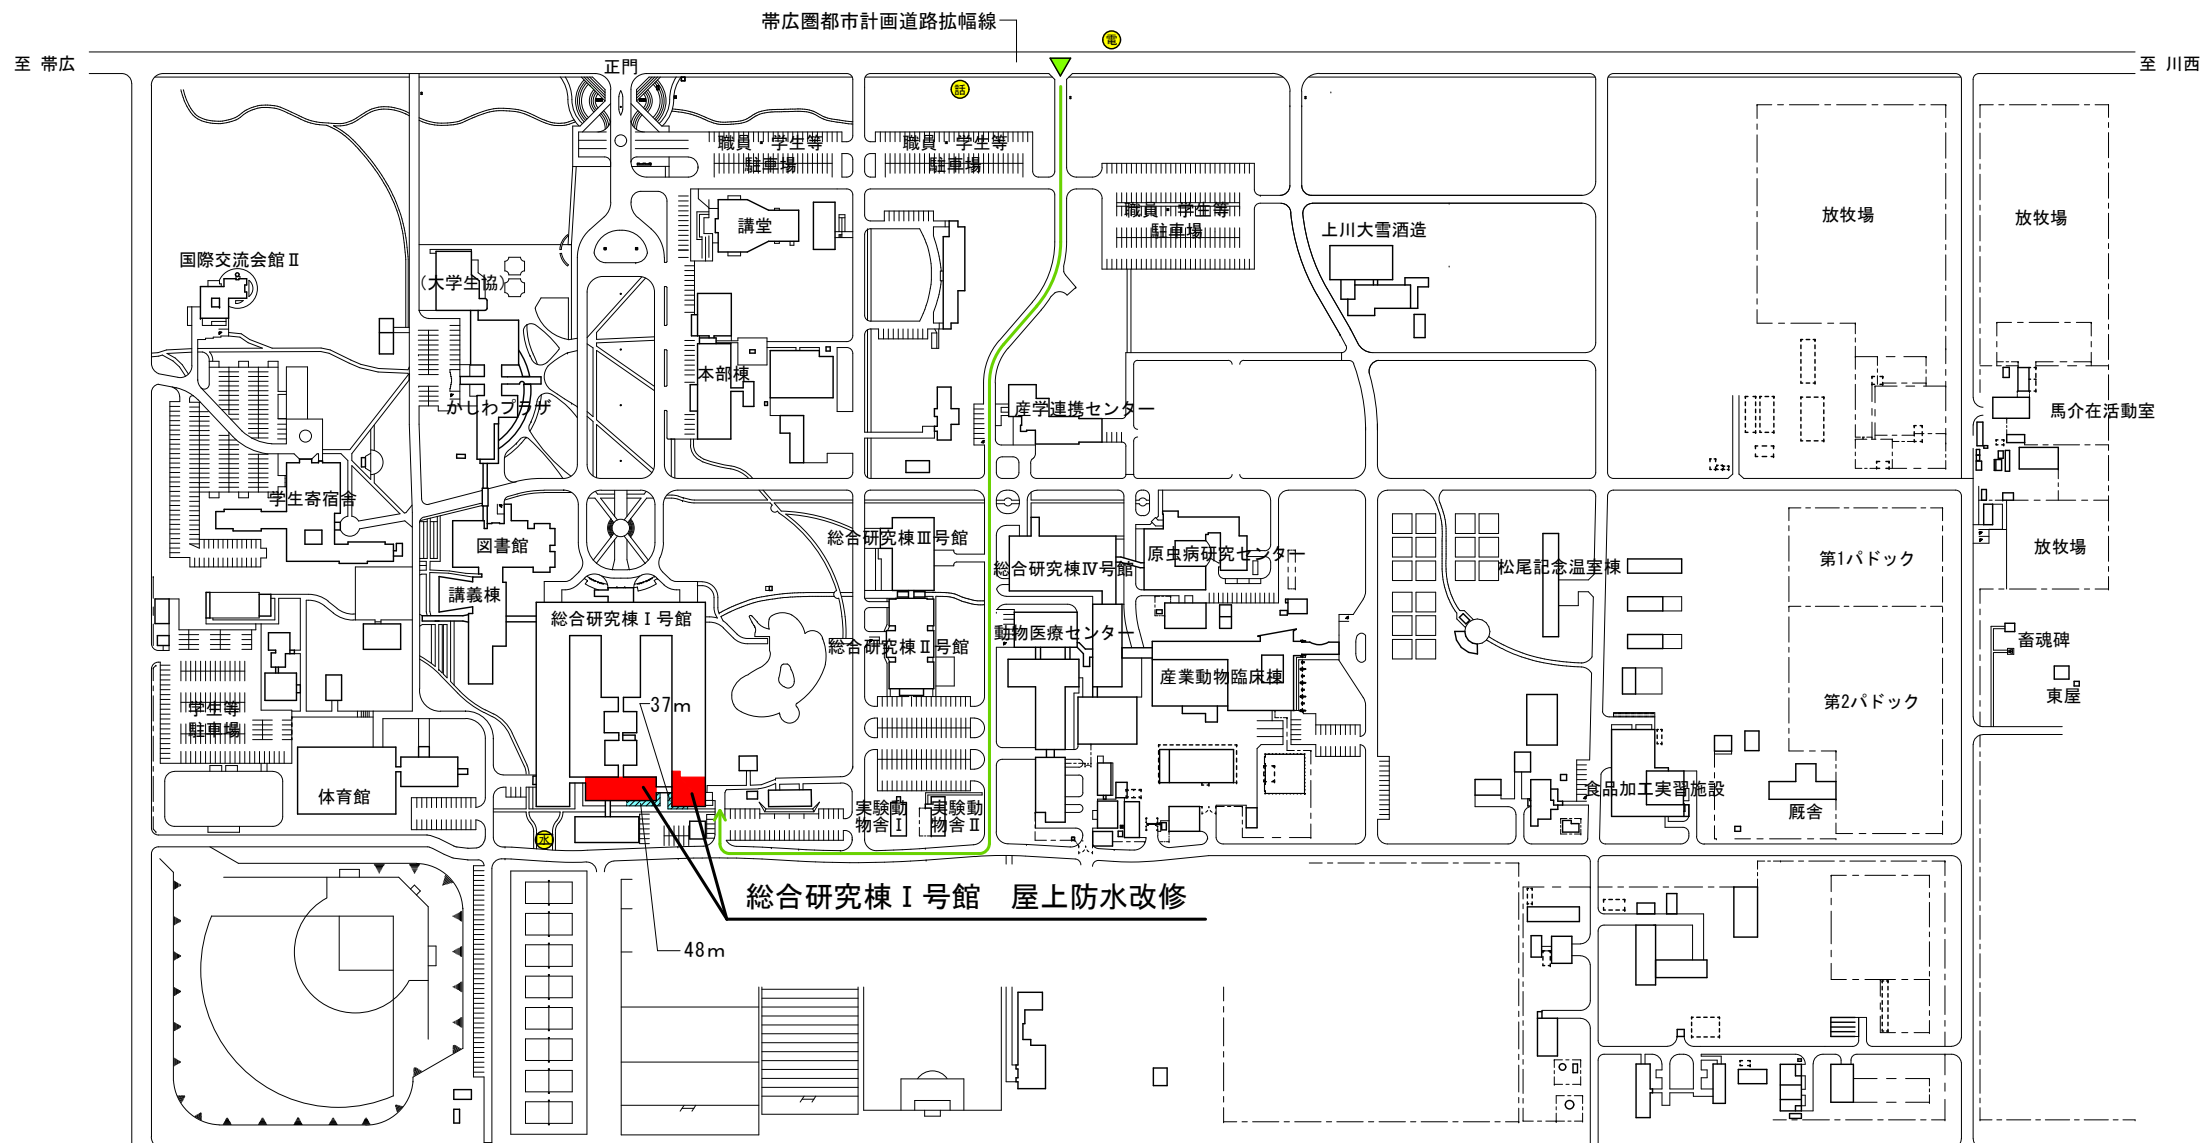 帯広圏都市計画道路拡幅線
電
至 帯広
正門
至 川西
話
職員・学生等
駐車場
職員・学生等
駐車場
職員・学生等
駐車場
講堂
上川大雪酒造
放牧場
放牧場
国際交流会館Ⅱ
(大学生協)
本部棟
かしわプラザ
産学連携センター
馬介在活動室
学生寄宿舎
図書館
総合研究棟Ⅲ号館
総合研究棟Ⅳ号館
原虫病研究センター
松尾記念温室棟
第1パドック
放牧場
講義棟
総合研究棟Ⅰ号館
総合研究棟Ⅱ号館
動物医療センター
産業動物臨床棟
畜魂碑
東屋
学生等
駐車場
37m
第2パドック
体育館
実験動
物舎Ⅰ
実験動
物舎Ⅱ
食品加工実習施設
厩舎
水
総合研究棟Ⅰ号館 屋上防水改修
48m